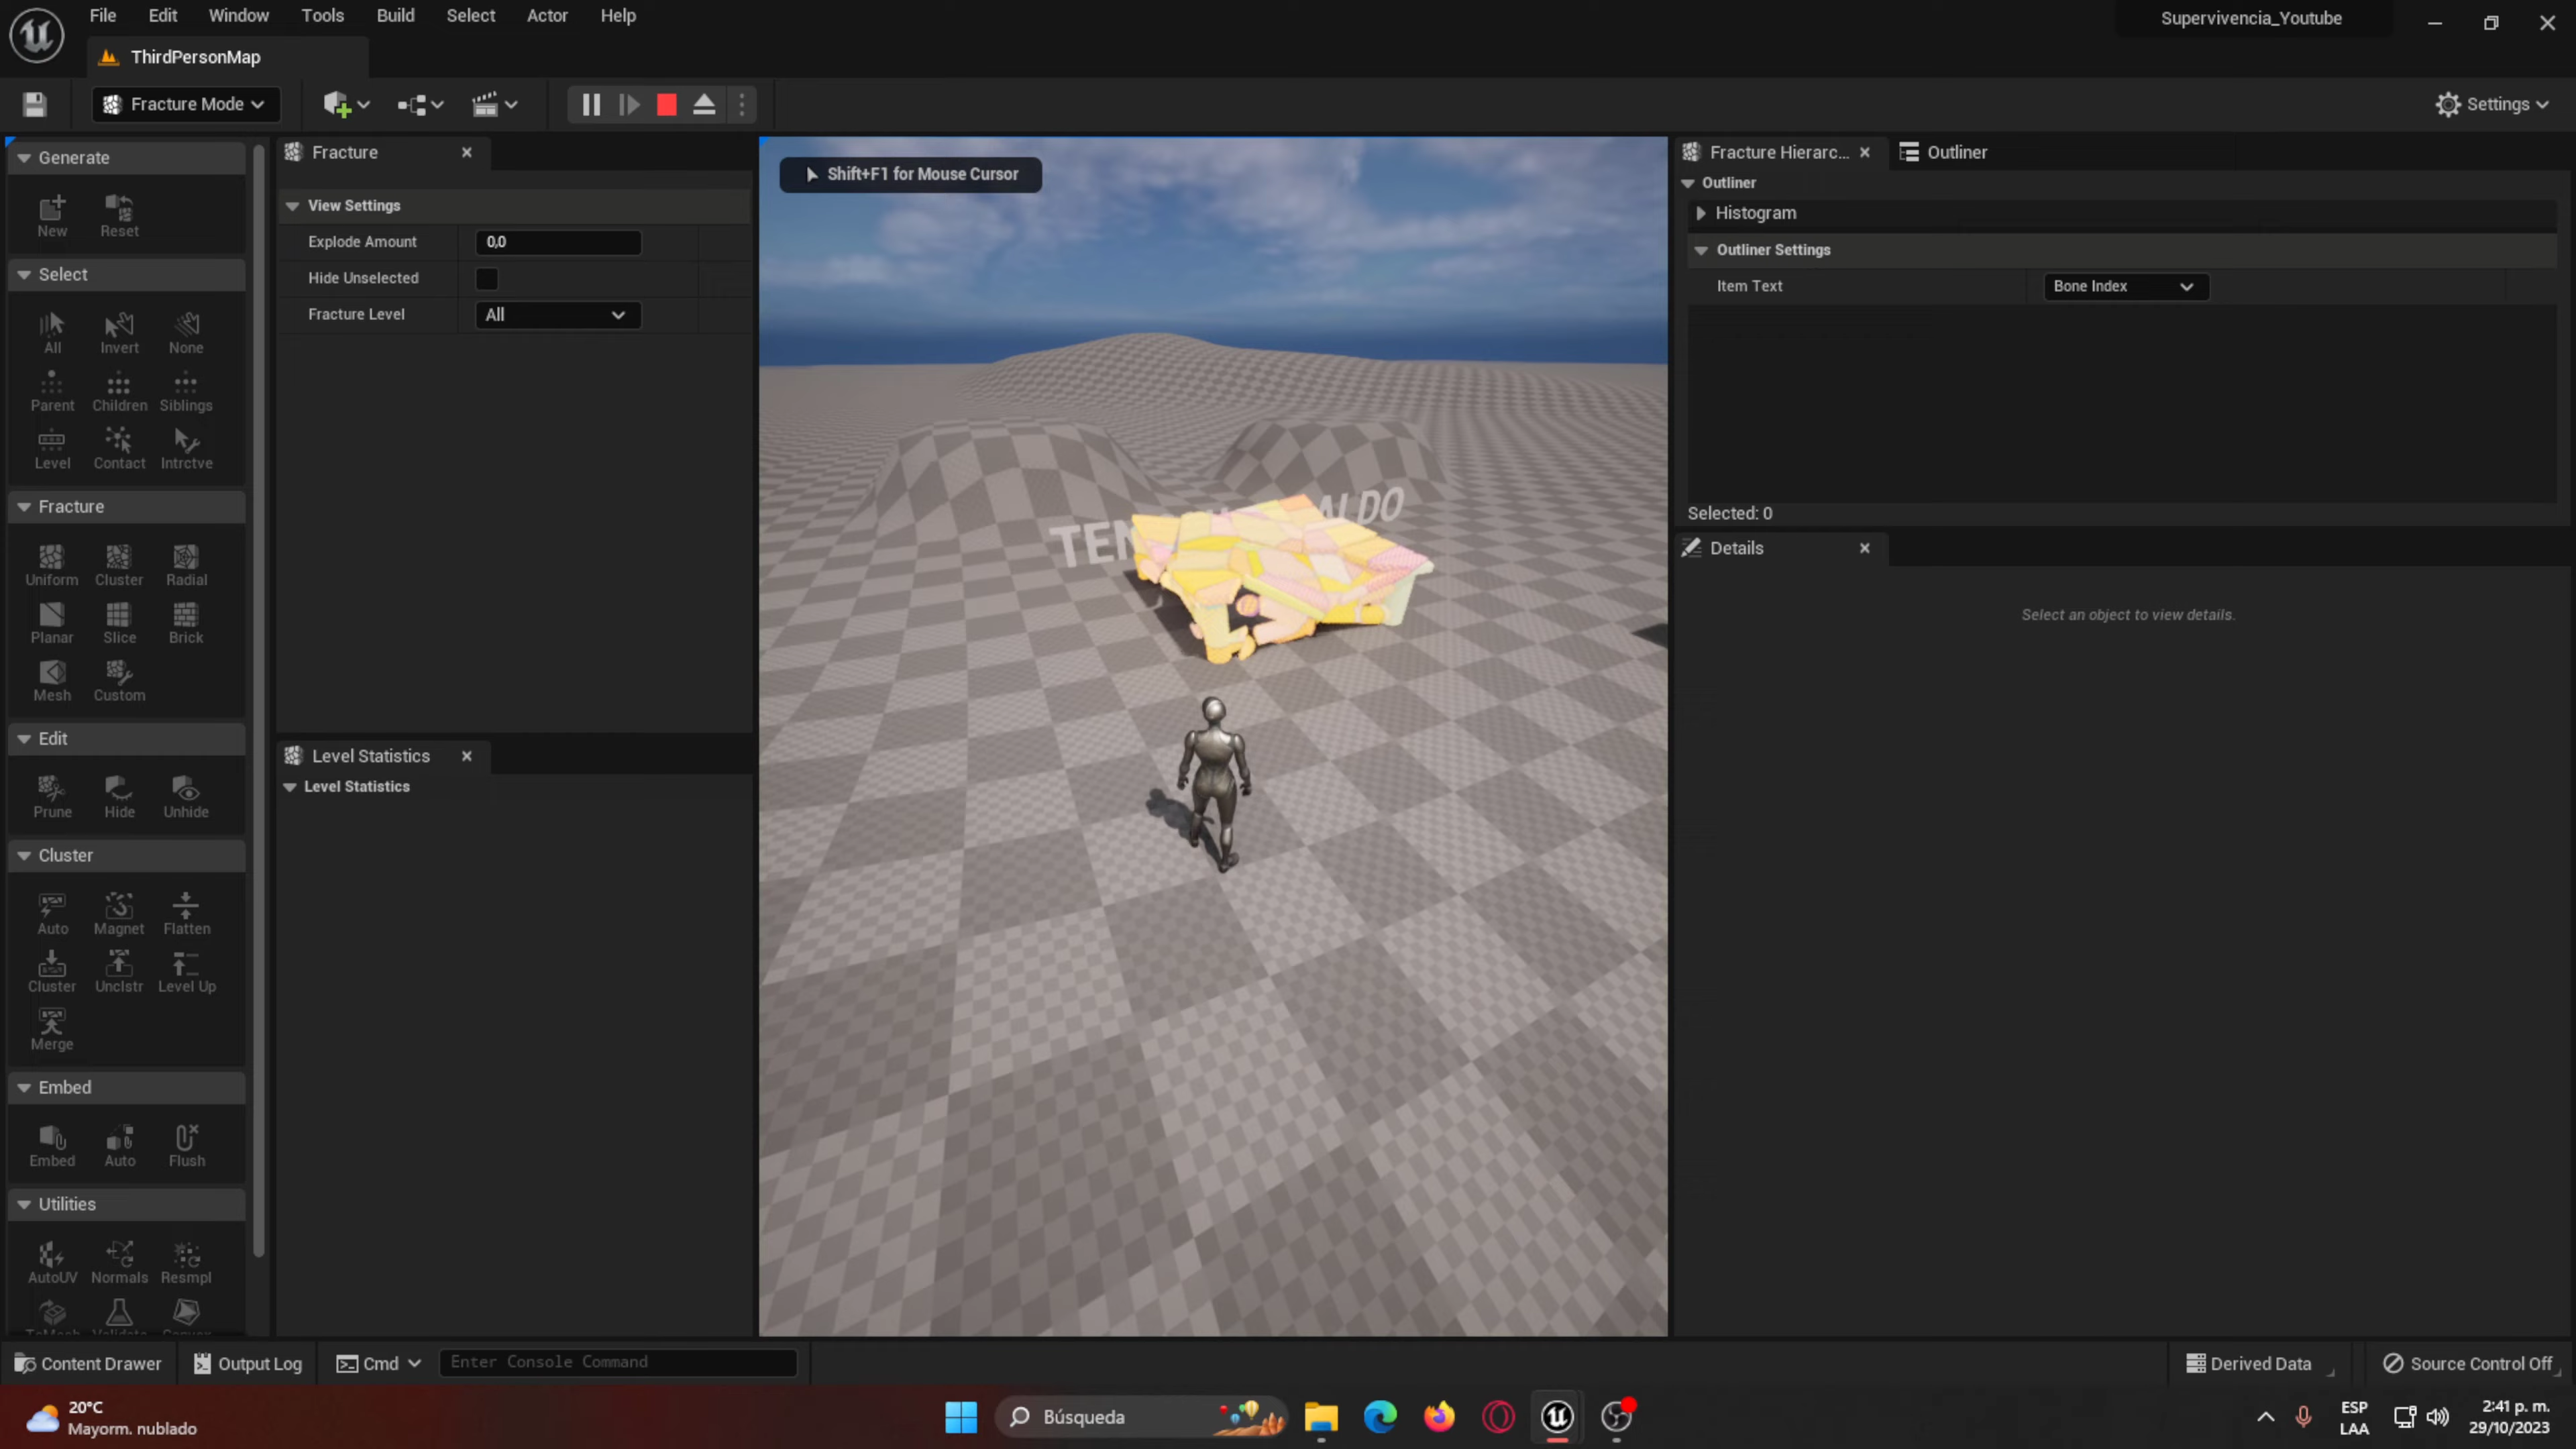 File Edit Window Tools Build Select Actor Help
Supervivencia_Youtube
ThirdPersonMap
Fracture Mode
Settings
Generate
New Reset
Select
All Invert None
Parent Children Siblings
Level Contact Intrctve
Fracture
Uniform Cluster Radial
Planar Slice Brick
Mesh Custom
Edit
Prune Hide Unhide
Cluster
Auto Magnet Flatten
Cluster Unclstr Level Up
Merge
Embed
Embed Auto Flush
Utilities
AutoUV Normals Resmpl
Fracture
View Settings
Explode Amount 0,0
Hide Unselected
Fracture Level All
Level Statistics
Level Statistics
Shift+F1 for Mouse Cursor
Fracture Hierarc... Outliner
Outliner
Histogram
Outliner Settings
Item Text Bone Index
Selected: 0
Details
Select an object to view details.
Content Drawer Output Log Cmd Enter Console Command
Derived Data Source Control Off
20°C
Mayorm. nublado
Búsqueda
ESP
LAA
2:41 p. m.
29/10/2023